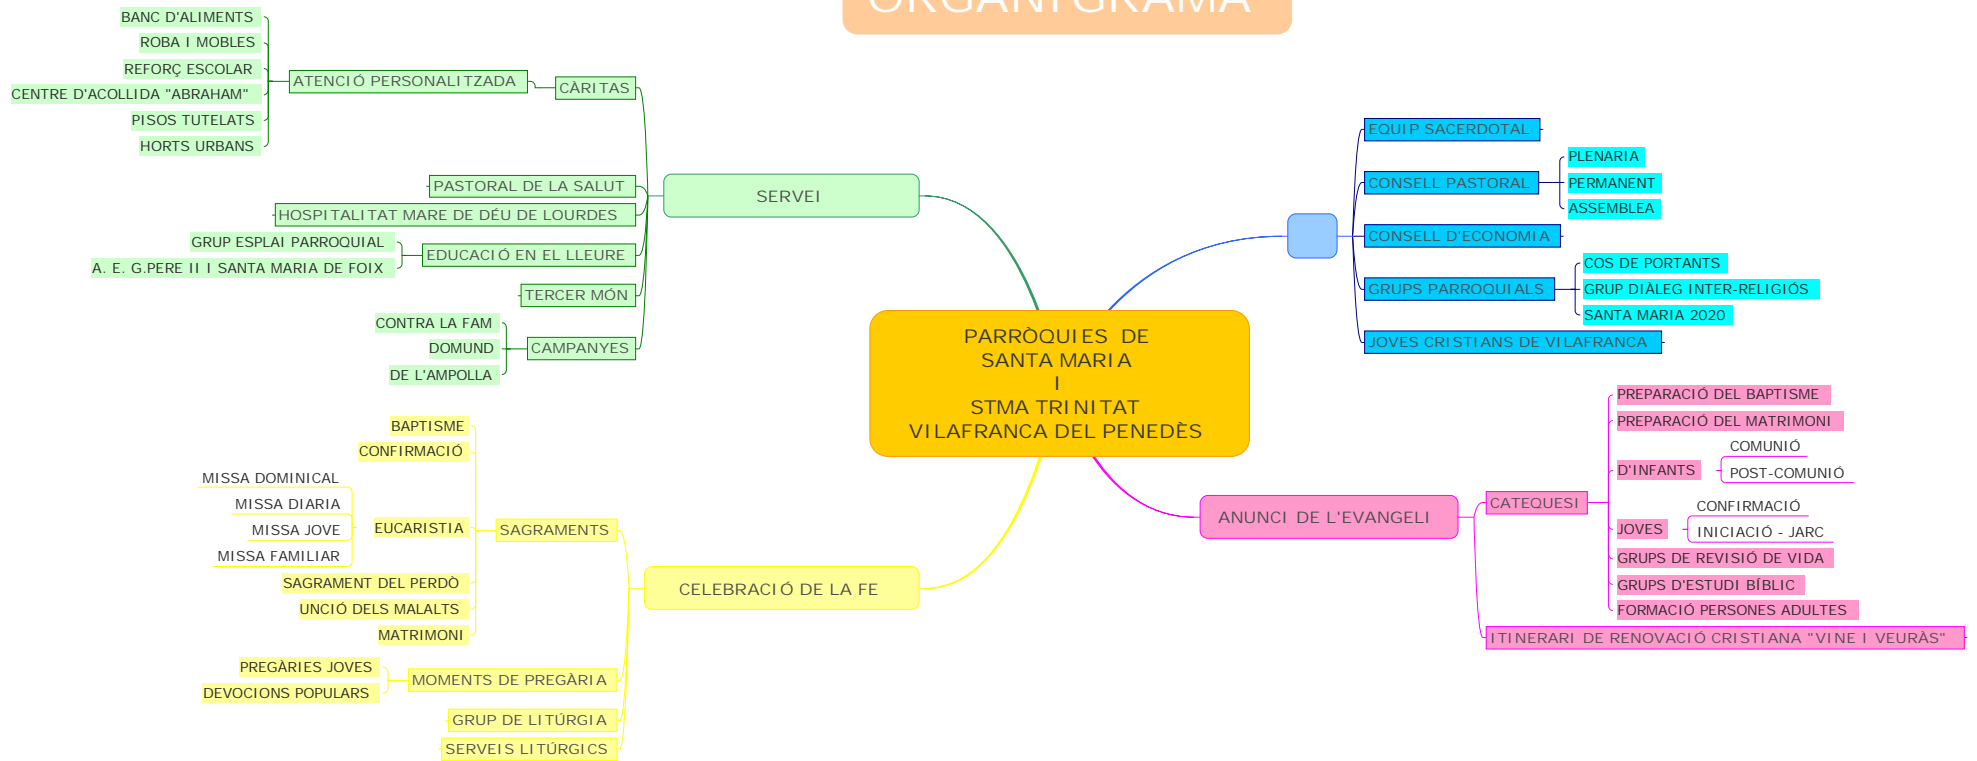 ORGANIGRAMA
BANC D'ALIMENTS
ROBA I MOBLES
REFORÇ ESCOLAR
CENTRE D'ACOLLIDA "ABRAHAM"
PISOS TUTELATS
HORTS URBANS
ATENCIÓ PERSONALITZADA
CÀRITAS
PASTORAL DE LA SALUT
HOSPITALITAT MARE DE DÉU DE LOURDES
GRUP ESPLAI PARROQUIAL
A. E. G.PERE II I SANTA MARIA DE FOIX
EDUCACIÓ EN EL LLEURE
TERCER MÓN
CONTRA LA FAM
DOMUND
DE L'AMPOLLA
CAMPANYES
SERVEI
EQUIP SACERDOTAL
CONSELL PASTORAL
PLENARIA
PERMANENT
ASSEMBLEA
CONSELL D'ECONOMIA
GRUPS PARROQUIALS
COS DE PORTANTS
GRUP DIÀLEG INTER-RELIGIÓS
SANTA MARIA 2020
JOVES CRISTIANS DE VILAFRANCA
PARRÒQUIES DE
SANTA MARIA
I
STMA TRINITAT
VILAFRANCA DEL PENEDÈS
BAPTISME
CONFIRMACIÓ
MISSA DOMINICAL
MISSA DIARIA
MISSA JOVE
MISSA FAMILIAR
EUCARISTIA
SAGRAMENT DEL PERDÒ
UNCIÓ DELS MALALTS
MATRIMONI
SAGRAMENTS
PREGÀRIES JOVES
DEVOCIONS POPULARS
MOMENTS DE PREGÀRIA
GRUP DE LITÚRGIA
SERVEIS LITÚRGICS
CELEBRACIÓ DE LA FE
ANUNCI DE L'EVANGELI
CATEQUESI
PREPARACIÓ DEL BAPTISME
PREPARACIÓ DEL MATRIMONI
D'INFANTS
COMUNIÓ
POST-COMUNIÓ
JOVES
CONFIRMACIÓ
INICIACIÓ - JARC
GRUPS DE REVISIÓ DE VIDA
GRUPS D'ESTUDI BÍBLIC
FORMACIÓ PERSONES ADULTES
ITINERARI DE RENOVACIÓ CRISTIANA "VINE I VEURÀS"